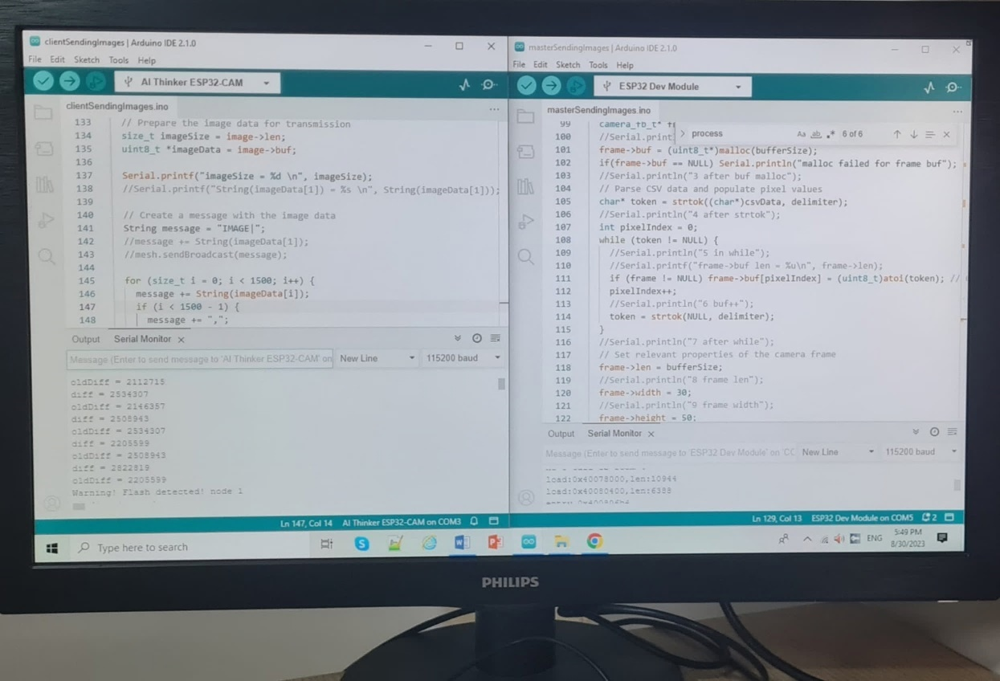 clientSendingImages | Arduino IDE 2.1.0
File Edit Sketch Tools Help
AI Thinker ESP32-CAM
clientSendingImages.ino
133 // Prepare the image data for transmission
134 size_t imageSize = image->len;
135 uint8_t *imageData = image->buf;
136
137 Serial.printf("imageSize = %d \n", imageSize);
138 //Serial.printf("String(imageData[1]) = %s \n", String(imageData[1]));
139
140 // Create a message with the image data
141 String message = "IMAGE|";
142 //message += String(imageData[1]);
143 //mesh.sendBroadcast(message);
144
145 for (size_t i = 0; i < 1500; i++) {
146 message += String(imageData[i]);
147 if (i < 1500 - 1) {
148 message += ",";
Output Serial Monitor
Message (Enter to send message to 'AI Thinker ESP32-CAM' on New Line 115200 baud
oldDiff = 2112715
diff = 2534307
oldDiff = 2146357
diff = 2508943
oldDiff = 2534307
diff = 2205599
oldDiff = 2508943
diff = 2822819
oldDiff = 2205599
Warning! Flash detected! node 1
Ln 147, Col 14 AI Thinker ESP32-CAM on COM3
masterSendingImages | Arduino IDE 2.1.0
File Edit Sketch Tools Help
ESP32 Dev Module
masterSendingImages.ino
process Aa ab .* 6 of 6
99 camera_fb_t*
100 //Serial.print
101 frame->buf = (uint8_t*)malloc(bufferSize);
102 if(frame->buf == NULL) Serial.println("malloc failed for frame buf");
103 //Serial.println("3 after buf malloc");
104 // Parse CSV data and populate pixel values
105 char* token = strtok((char*)csvData, delimiter);
106 //Serial.println("4 after strtok");
107 int pixelIndex = 0;
108 while (token != NULL) {
109 //Serial.println("5 in while");
110 //Serial.printf("frame->buf len = %u\n", frame->len);
111 if (frame != NULL) frame->buf[pixelIndex] = (uint8_t)atoi(token); //
112 pixelIndex++;
113 //Serial.println("6 buf++");
114 token = strtok(NULL, delimiter);
115 }
116 //Serial.println("7 after while");
117 // Set relevant properties of the camera frame
118 frame->len = bufferSize;
119 //Serial.println("8 frame len");
120 frame->width = 30;
121 //Serial.println("9 frame width");
122 frame->height = 50;
Output Serial Monitor
Message (Enter to send message to 'ESP32 Dev Module' on 'CO New Line 115200 baud
load:0x40078000,len:10944
load:0x40080400,len:6388
Ln 129, Col 13 ESP32 Dev Module on COM5 2
Type here to search
ENG 5:49 PM
8/30/2023
PHILIPS